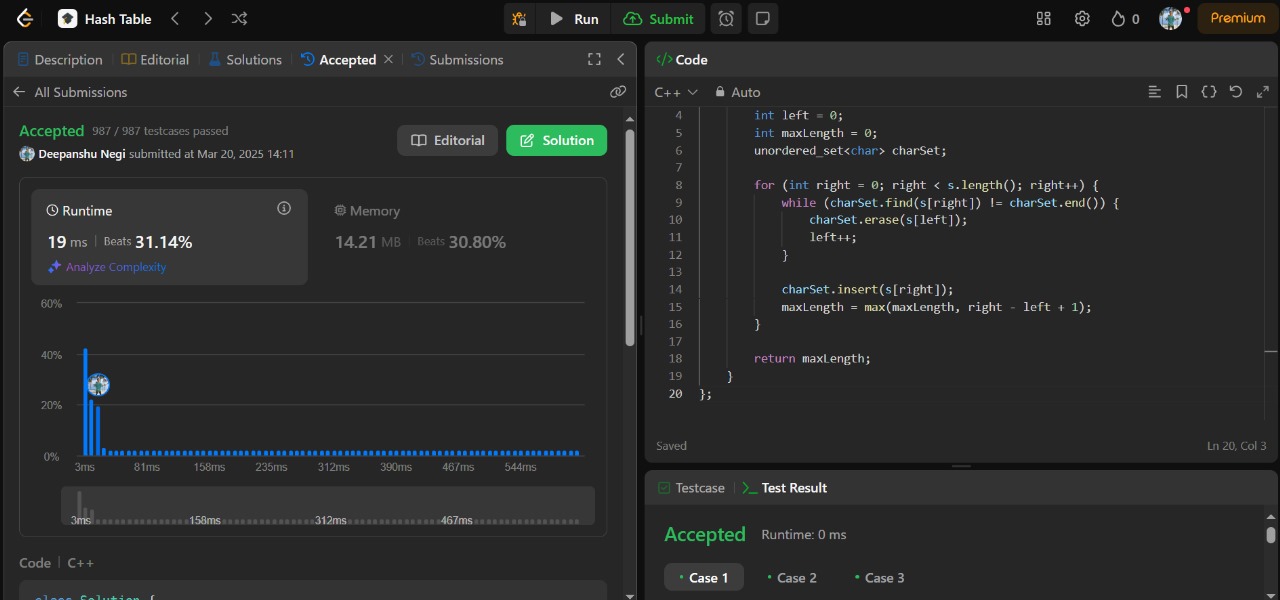 Hash Table
Run
Submit
0
Premium
Description
Editorial
Solutions
Accepted
Submissions
All Submissions
Accepted 987 / 987 testcases passed
Deepanshu Negi submitted at Mar 20, 2025 14:11
Editorial
Solution
Runtime
19 ms | Beats 31.14%
Analyze Complexity
Memory
14.21 MB Beats 30.80%
60%
40%
20%
0%
3ms 81ms 158ms 235ms 312ms 390ms 467ms 544ms
3ms 158ms 312ms 467ms
Code | C++
class Solution {
</> Code
C++ Auto
4 int left = 0;
5 int maxLength = 0;
6 unordered_set<char> charSet;
7
8 for (int right = 0; right < s.length(); right++) {
9 while (charSet.find(s[right]) != charSet.end()) {
10 charSet.erase(s[left]);
11 left++;
12 }
13
14 charSet.insert(s[right]);
15 maxLength = max(maxLength, right - left + 1);
16 }
17
18 return maxLength;
19 }
20 };
Saved
Ln 20, Col 3
Testcase
Test Result
Accepted Runtime: 0 ms
Case 1
Case 2
Case 3